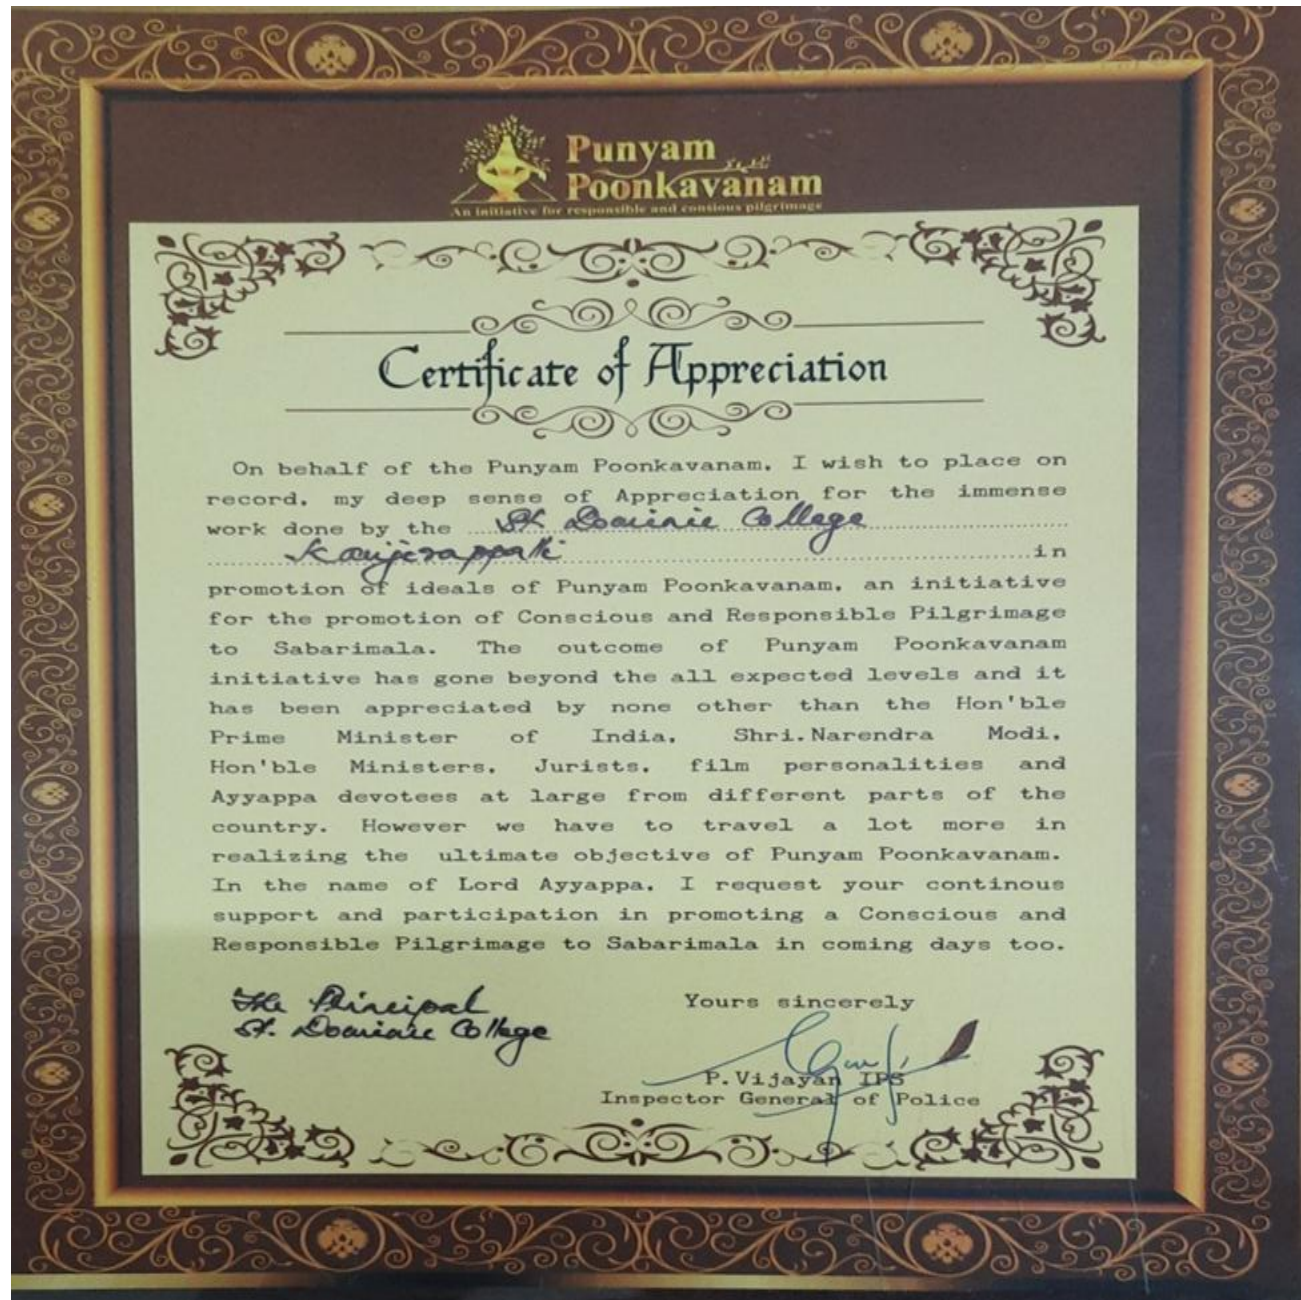 Punyam
Poonkavanam
An initiative for responsible and consious pilgrimage
Certificate of Appreciation
On behalf of the Punyam Poonkavanam, I wish to place on
record, my deep sense of Appreciation for the immense
work done by the St. Dominic College
Kanjirappalli in
promotion of ideals of Punyam Poonkavanam, an initiative
for the promotion of Conscious and Responsible Pilgrimage
to Sabarimala. The outcome of Punyam Poonkavanam
initiative has gone beyond the all expected levels and it
has been appreciated by none other than the Hon'ble
Prime Minister of India, Shri.Narendra Modi,
Hon'ble Ministers, Jurists, film personalities and
Ayyappa devotees at large from different parts of the
country. However we have to travel a lot more in
realizing the ultimate objective of Punyam Poonkavanam.
In the name of Lord Ayyappa, I request your continous
support and participation in promoting a Conscious and
Responsible Pilgrimage to Sabarimala in coming days too.
The Principal
St. Dominic College
Yours sincerely
P.Vijayan IPS
Inspector General of Police